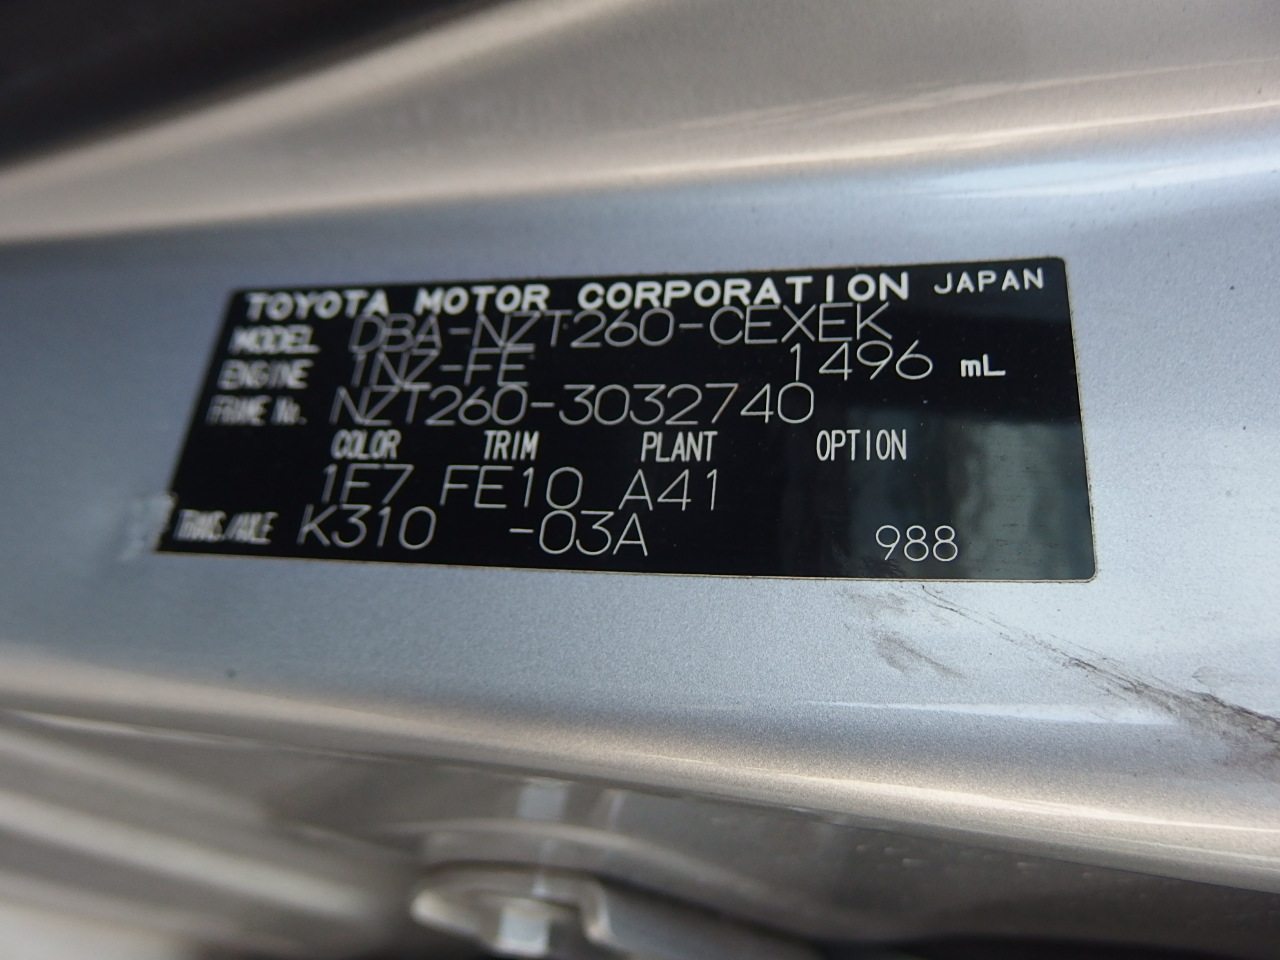 TOYOTA MOTOR CORPORATION JAPAN
MODEL DBA-NZT260-CEXEK
ENGINE 1NZ-FE 1496 mL
FRAME No. NZT260-3032740
COLOR TRIM PLANT OPTION
1F7 FE10 A41
TRANS./AXLE K310 -03A 988